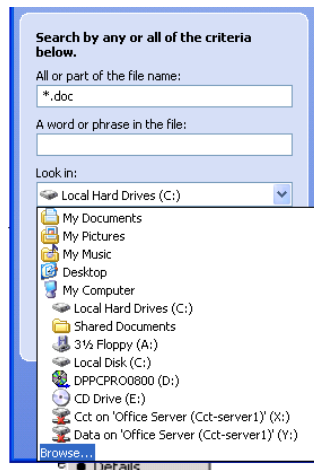 Search by any or all of the criteria
below.
All or part of the file name:
*.doc
A word or phrase in the file:
Look in:
Local Hard Drives (C:)
My Documents
My Pictures
My Music
Desktop
My Computer
Local Hard Drives (C:)
Shared Documents
3½ Floppy (A:)
Local Disk (C:)
DPPCPRO0800 (D:)
CD Drive (E:)
Cct on 'Office Server (Cct-server1)' (X:)
Data on 'Office Server (Cct-server1)' (Y:)
Browse...
Details